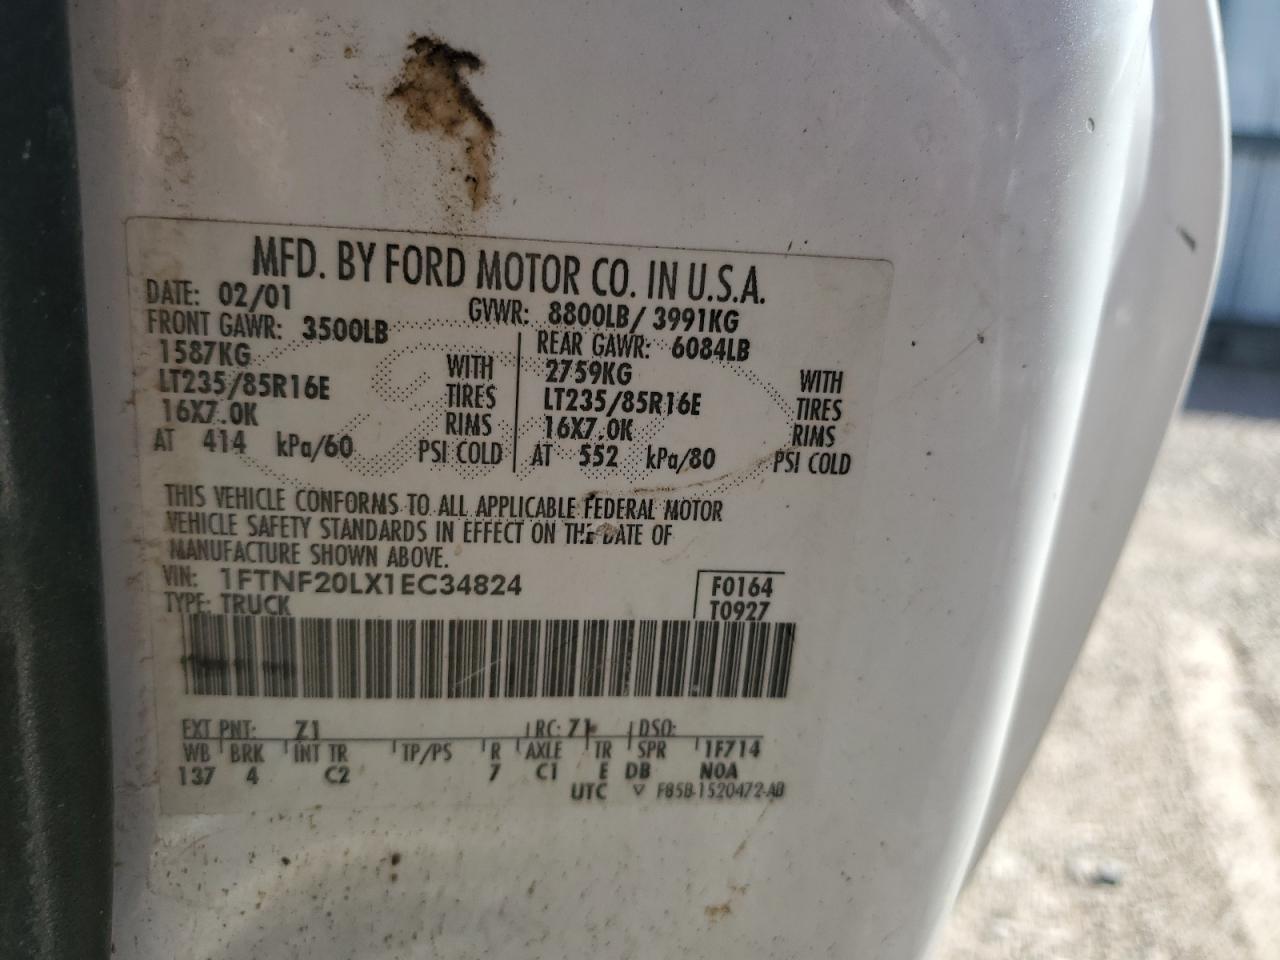 MFD. BY FORD MOTOR CO. IN U.S.A.
DATE: 02/01 GVWR: 8800LB/ 3991KG
FRONT GAWR: 3500LB REAR GAWR: 6084LB
1587KG WITH 2759KG WITH
LT235/85R16E TIRES LT235/85R16E TIRES
16X7.0K RIMS 16X7.0K RIMS
AT 414 kPa/60 PSI COLD AT 552 kPa/80 PSI COLD
THIS VEHICLE CONFORMS TO ALL APPLICABLE FEDERAL MOTOR
VEHICLE SAFETY STANDARDS IN EFFECT ON THE DATE OF
MANUFACTURE SHOWN ABOVE.
VIN: 1FTNF20LX1EC34824 F0164
TYPE: TRUCK T0927
EXT PNT: Z1 RC: 71 DSO:
WB BRK INT TR TP/PS R AXLE TR SPR 1F714
137 4 C2 7 C1 E DB N0A
UTC ▽ F85B-1520472-AB